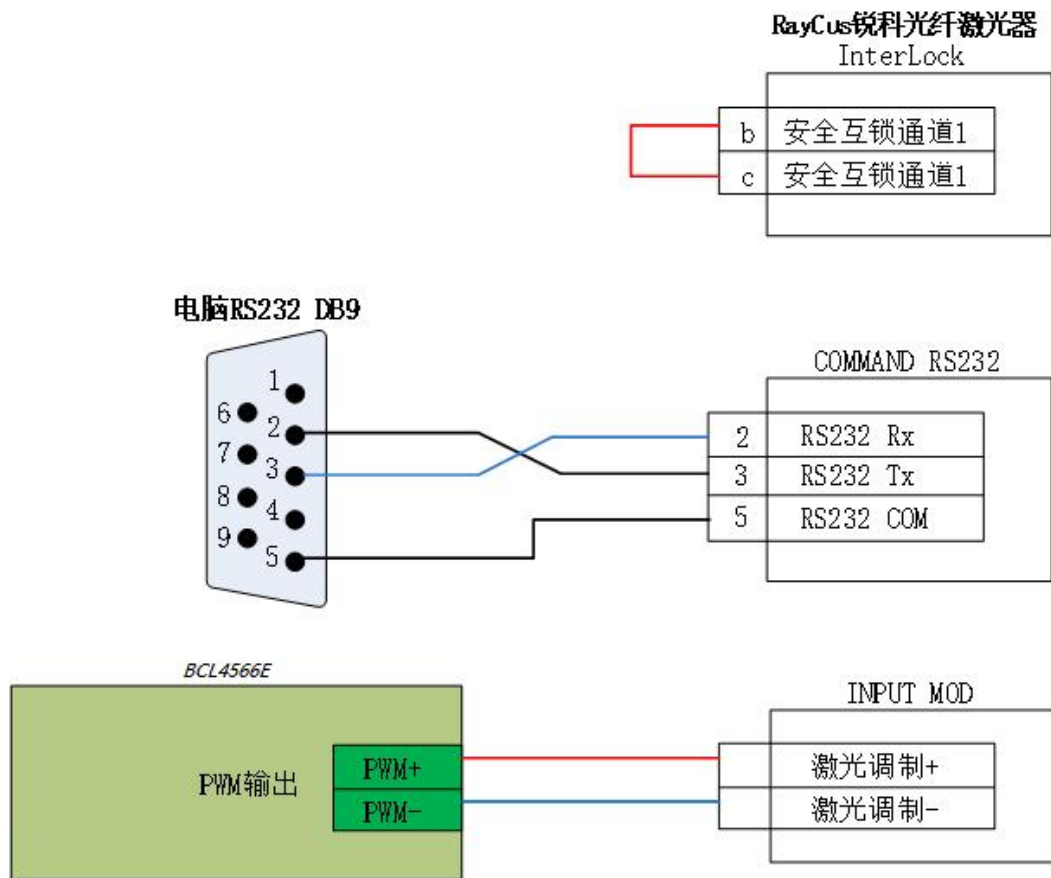 RayCus锐科光纤激光器
InterLock
b 安全互锁通道1
c 安全互锁通道1
电脑RS232 DB9
1
6
2
7
3
8
4
9
5
COMMAND RS232
2 RS232 Rx
3 RS232 Tx
5 RS232 COM
BCL4566E
PWM输出
PWM+
PWM-
INPUT MOD
激光调制+
激光调制-